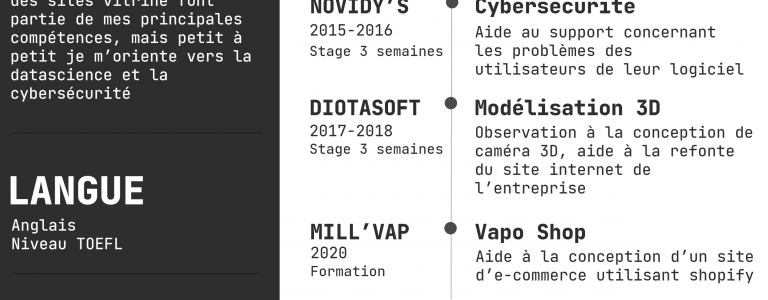 des sites vitrine font
partie de mes principales
compétences, mais petit à
petit je m’oriente vers la
datascience et la
cybersécurité
LANGUE
Anglais
Niveau TOEFL
NOVIDY’S
2015-2016
Stage 3 semaines
Cybersécurité
Aide au support concernant
les problèmes des
utilisateurs de leur logiciel
DIOTASOFT
2017-2018
Stage 3 semaines
Modélisation 3D
Observation à la conception de
caméra 3D, aide à la refonte
du site internet de
l’entreprise
MILL’VAP
2020
Formation
Vapo Shop
Aide à la conception d’un site
d’e-commerce utilisant shopify